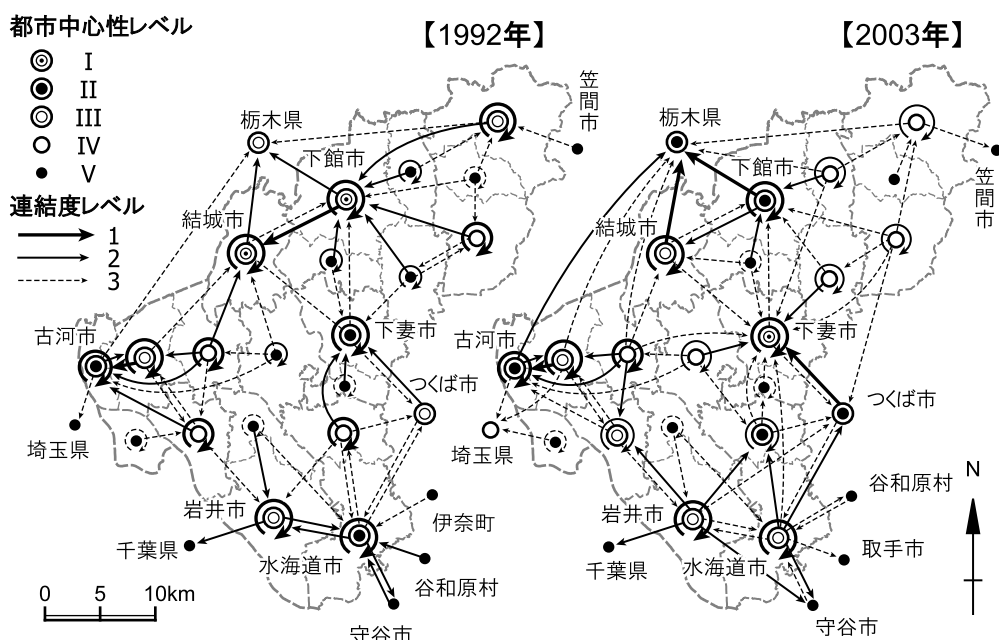 都市中心性レベル
I
II
III
IV
V
連結度レベル
1
2
3
【1992年】
笠間市
栃木県
下館市
結城市
古河市
下妻市
つくば市
埼玉県
岩井市
伊奈町
千葉県
水海道市
谷和原村
守谷市
0 5 10km
【2003年】
栃木県
下館市
笠間市
結城市
古河市
下妻市
つくば市
埼玉県
谷和原村
岩井市
取手市
千葉県
水海道市
守谷市
N